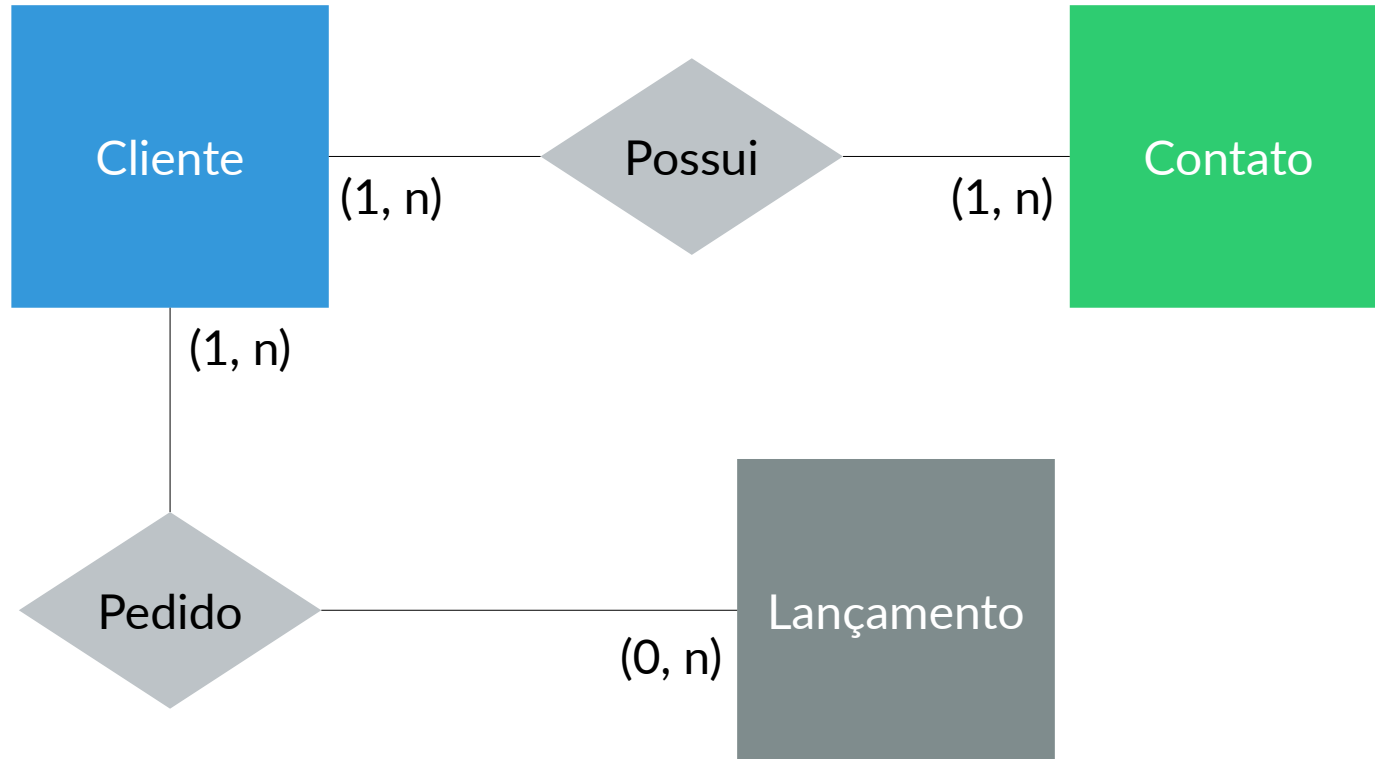 Cliente
Possui
Contato
(1, n)
(1, n)
(1, n)
Pedido
Lançamento
(0, n)